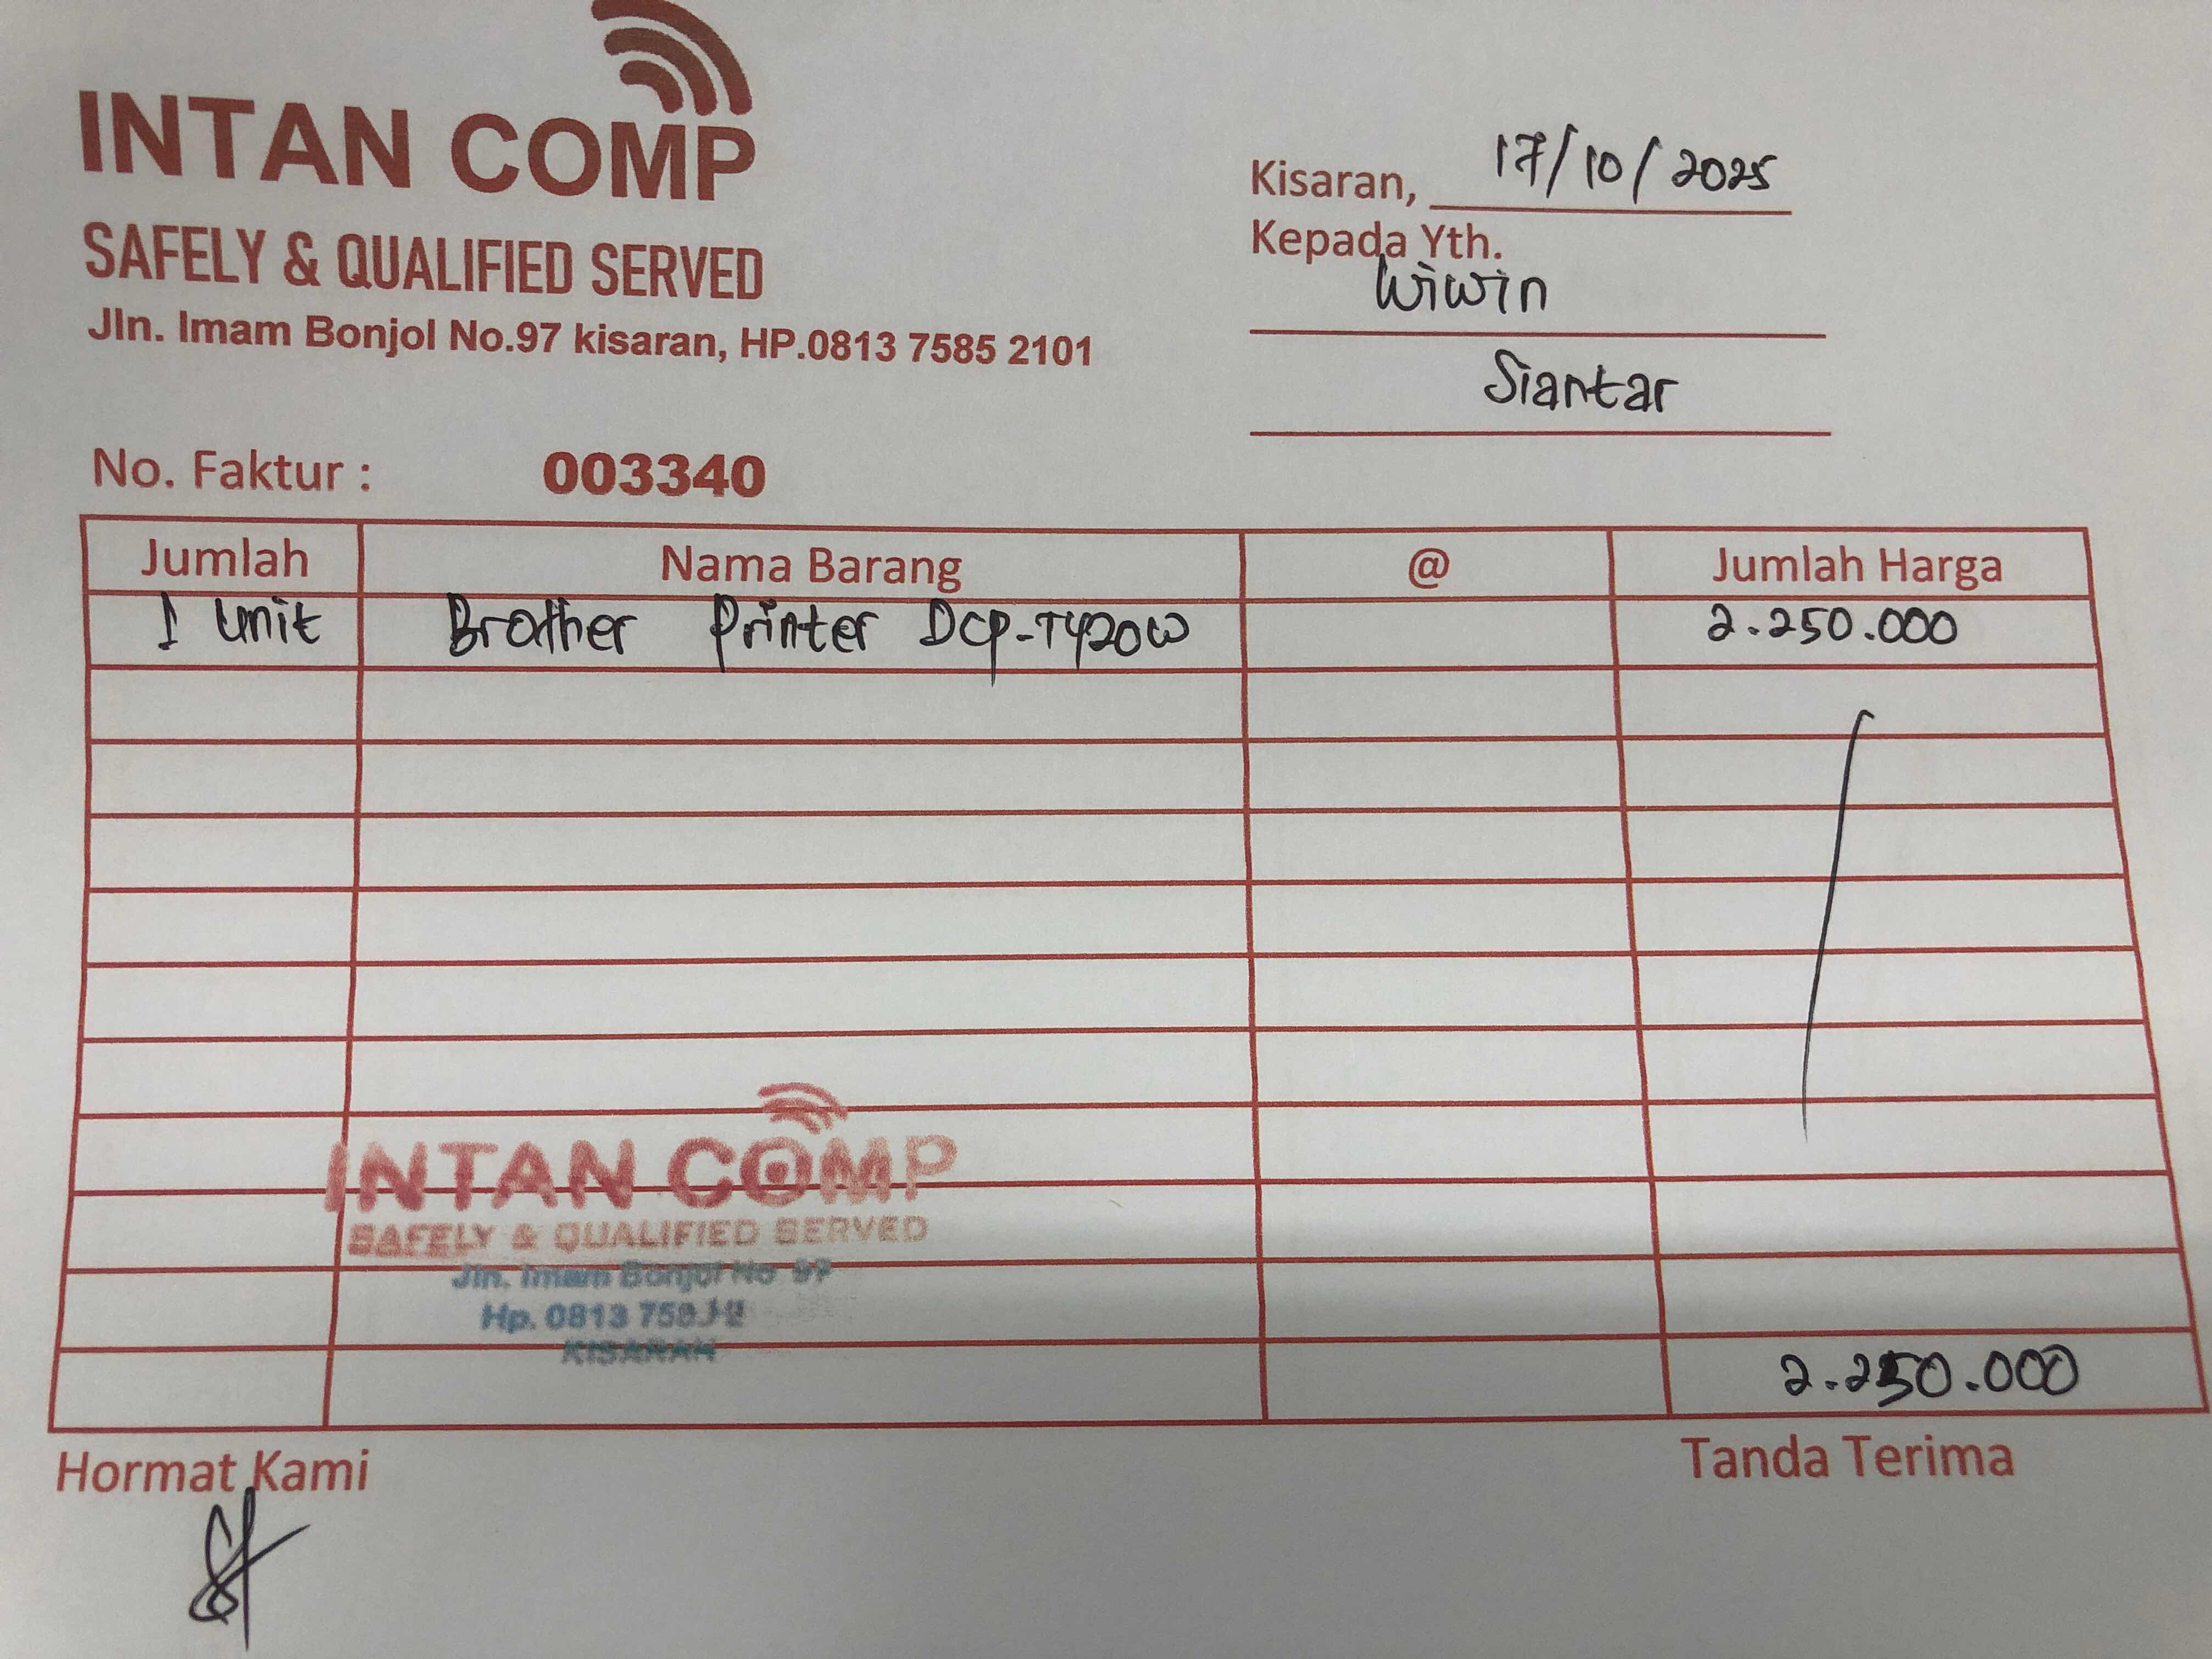 INTAN COMP
SAFELY & QUALIFIED SERVED
Jln. Imam Bonjol No.97 kisaran, HP.0813 7585 2101
Kisaran, 17/10/2025
Kepada Yth.
Wiwin
Siantar
No. Faktur : 003340
Jumlah Nama Barang @ Jumlah Harga
1 Unit Brother Printer DCP-T420W 2.250.000
INTAN COMP
SAFELY & QUALIFIED SERVED
Jln. Imam Bonjol No 97
Hp. 0813
KISARAN
2.250.000
Hormat Kami Tanda Terima